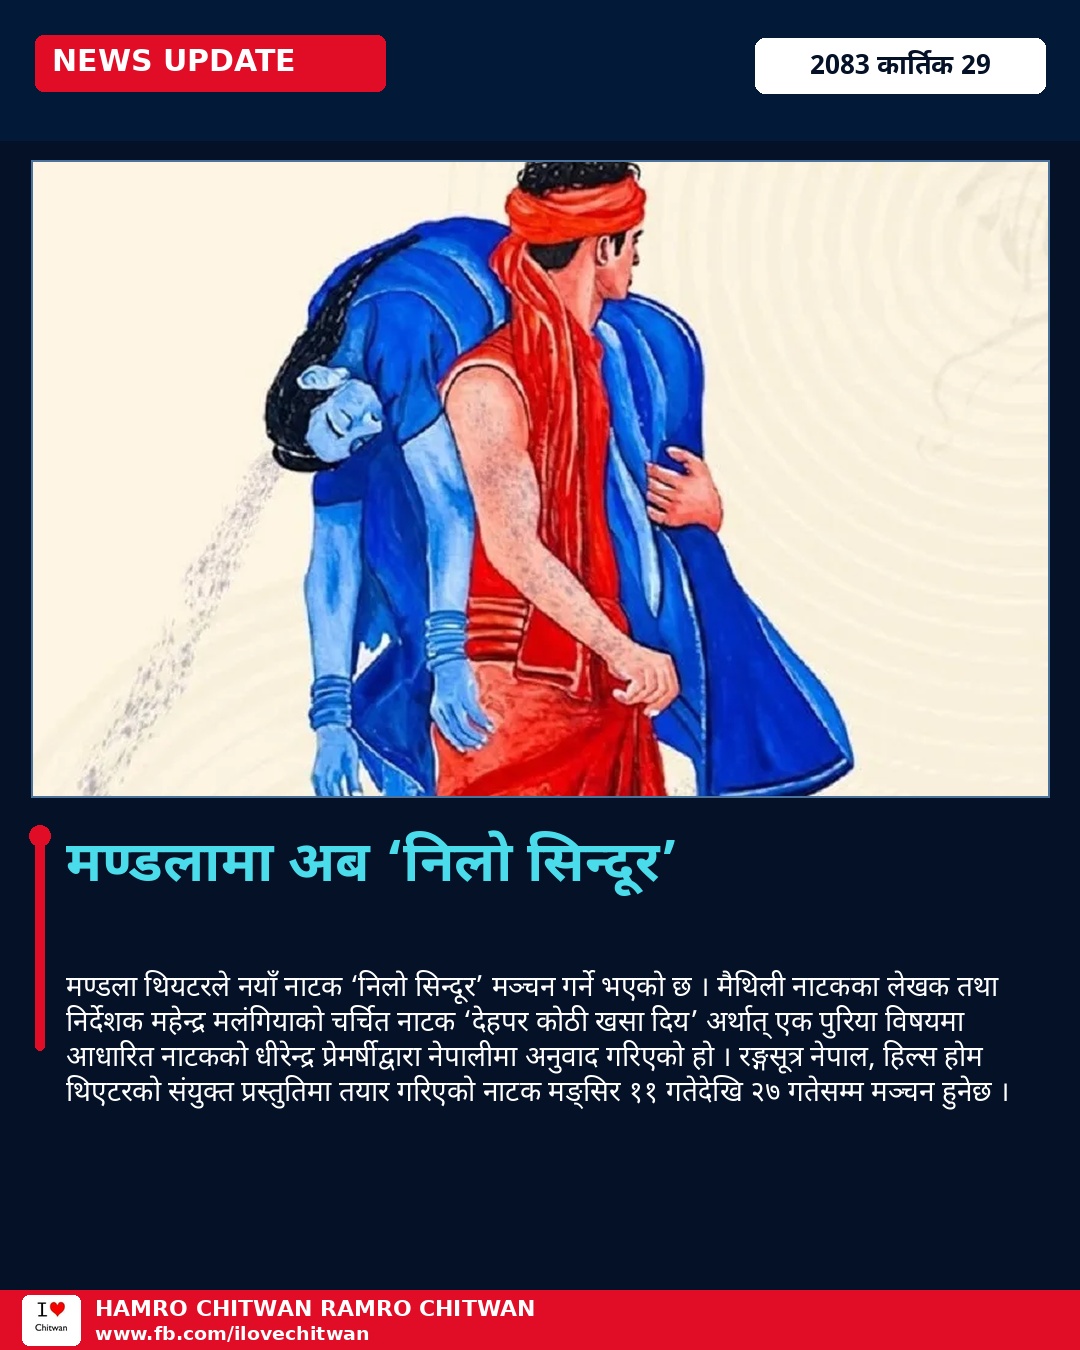 NEWS UPDATE
2083 कार्तिक 29
मण्डलामा अब ‘निलो सिन्दूर’
मण्डला थियटरले नयाँ नाटक ‘निलो सिन्दूर’ मञ्चन गर्ने भएको छ । मैथिली नाटकका लेखक तथा
निर्देशक महेन्द्र मलंगियाको चर्चित नाटक ‘देहपर कोठी खसा दिय’ अर्थात् एक पुरिया विषयमा
आधारित नाटकको धीरेन्द्र प्रेमर्षीद्वारा नेपालीमा अनुवाद गरिएको हो । रङ्गसूत्र नेपाल, हिल्स होम
थिएटरको संयुक्त प्रस्तुतिमा तयार गरिएको नाटक मङ्सिर ११ गतेदेखि २७ गतेसम्म मञ्चन हुनेछ ।
I ♥
Chitwan
HAMRO CHITWAN RAMRO CHITWAN
www.fb.com/ilovechitwan